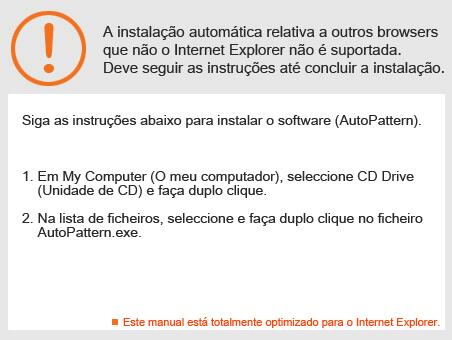 A instalação automática relativa a outros browsers
que não o Internet Explorer não é suportada.
Deve seguir as instruções até concluir a instalação.
Siga as instruções abaixo para instalar o software (AutoPattern).
1. Em My Computer (O meu computador), seleccione CD Drive
(Unidade de CD) e faça duplo clique.
2. Na lista de ficheiros, seleccione e faça duplo clique no ficheiro
AutoPattern.exe.
Este manual está totalmente optimizado para o Internet Explorer.